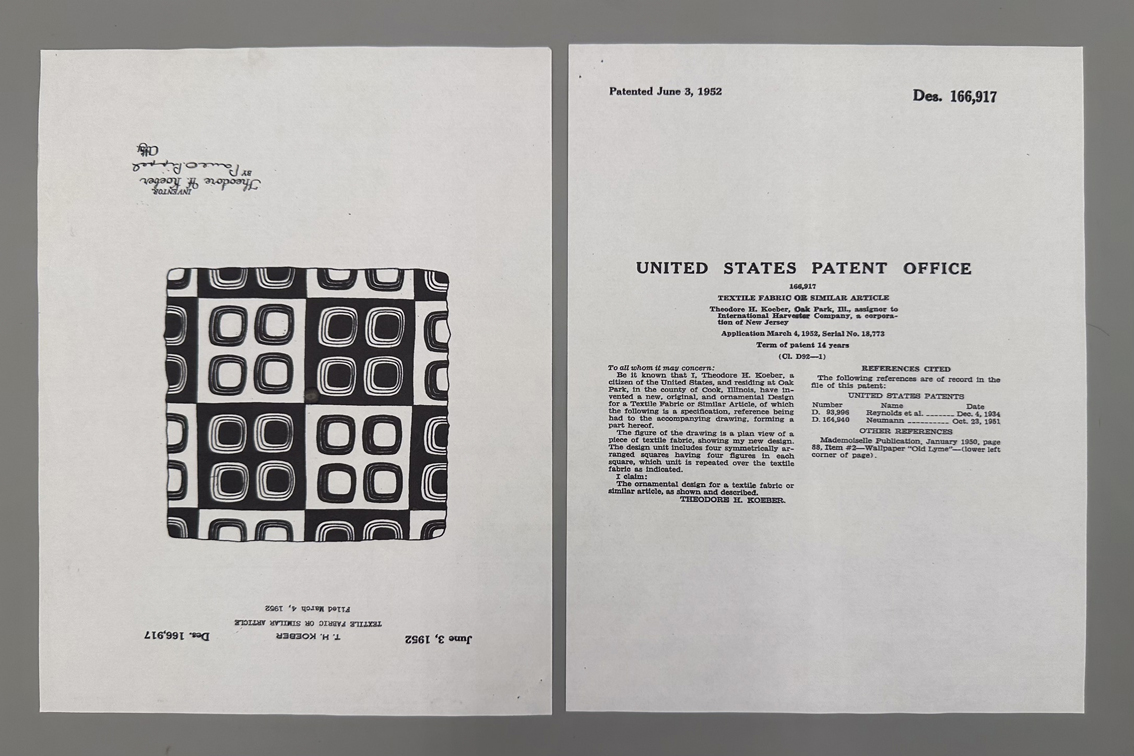 June 3, 1952
T. H. KOEBER
Des. 166,917
TEXTILE FABRIC OR SIMILAR ARTICLE
Filed March 4, 1952
INVENTOR
Theodore H. Koeber
BY
Paul O. Pippel
Atty.
Patented June 3, 1952
Des. 166,917
UNITED STATES PATENT OFFICE
166,917
TEXTILE FABRIC OR SIMILAR ARTICLE
Theodore H. Koeber, Oak Park, Ill., assignor to
International Harvester Company, a corpora-
tion of New Jersey
Application March 4, 1952, Serial No. 18,773
Term of patent 14 years
(Cl. D92—1)
To all whom it may concern:
Be it known that I, Theodore H. Koeber, a
citizen of the United States, and residing at Oak
Park, in the county of Cook, Illinois, have in-
vented a new, original, and ornamental Design
for a Textile Fabric or Similar Article, of which
the following is a specification, reference being
had to the accompanying drawing, forming a
part hereof.
The figure of the drawing is a plan view of a
piece of textile fabric, showing my new design.
The design unit includes four symmetrically ar-
ranged squares having four figures in each
square, which unit is repeated over the textile
fabric as indicated.
I claim:
The ornamental design for a textile fabric or
similar article, as shown and described.
THEODORE H. KOEBER.
REFERENCES CITED
The following references are of record in the
file of this patent:
UNITED STATES PATENTS
Number Name Date
D. 93,996 Reynolds et al. ------- Dec. 4, 1934
D. 164,940 Neumann ---------- Oct. 23, 1951
OTHER REFERENCES
Mademoiselle Publication, January 1950, page
88, Item #2—Wallpaper "Old Lyme"—(lower left
corner of page).